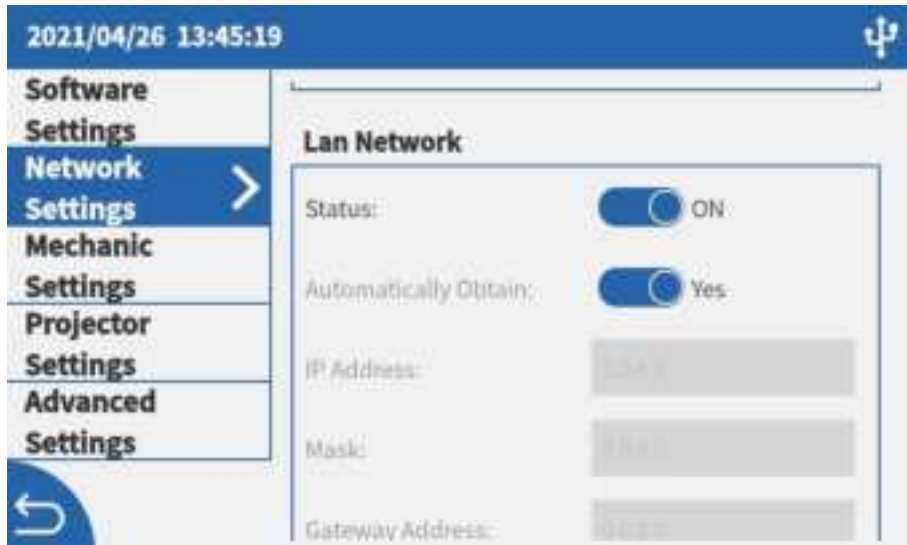 2021/04/26 13:45:19
Software
Settings
Network
Settings
Mechanic
Settings
Projector
Settings
Advanced
Settings
Lan Network
Status:
ON
Automatically Obtain:
Yes
IP Address:
Mask:
Gateway Address: